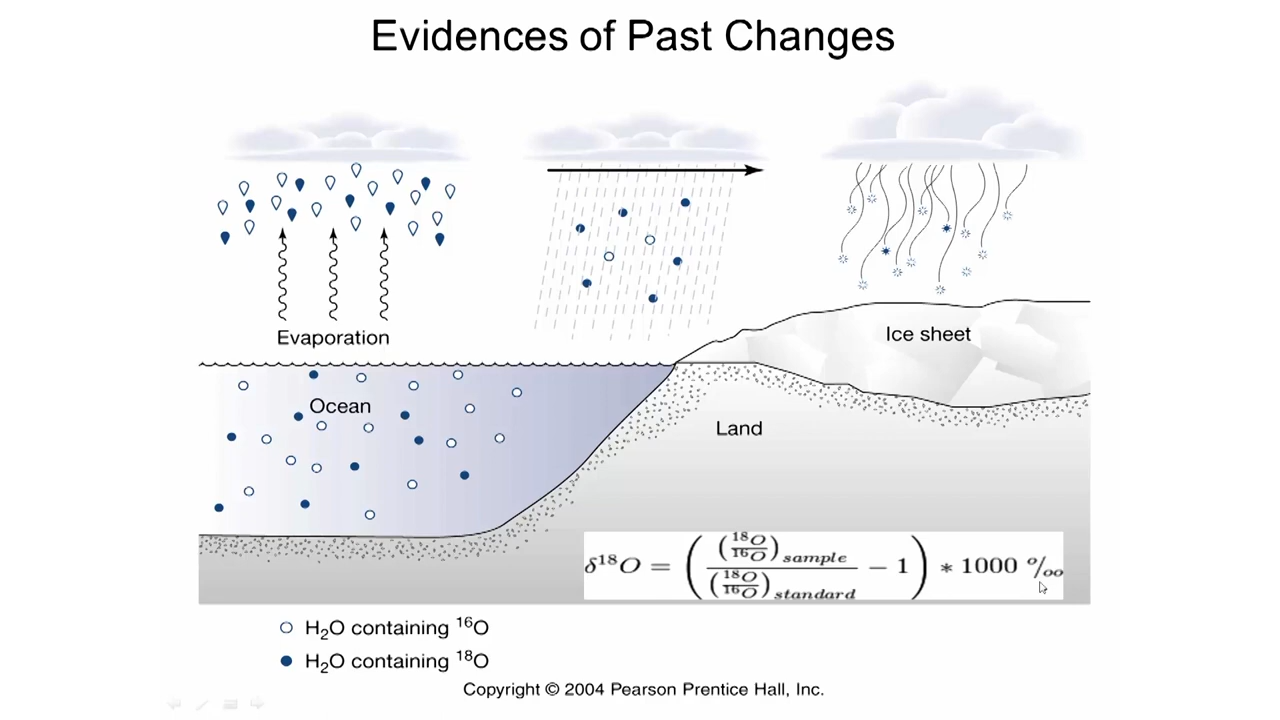 Evidences of Past Changes
Evaporation
Ice sheet
Ocean
Land
δ¹⁸O = ( (¹⁸O/¹⁶O)sample / (¹⁸O/¹⁶O)standard − 1 ) * 1000 ‰
H₂O containing ¹⁶O
H₂O containing ¹⁸O
Copyright © 2004 Pearson Prentice Hall, Inc.